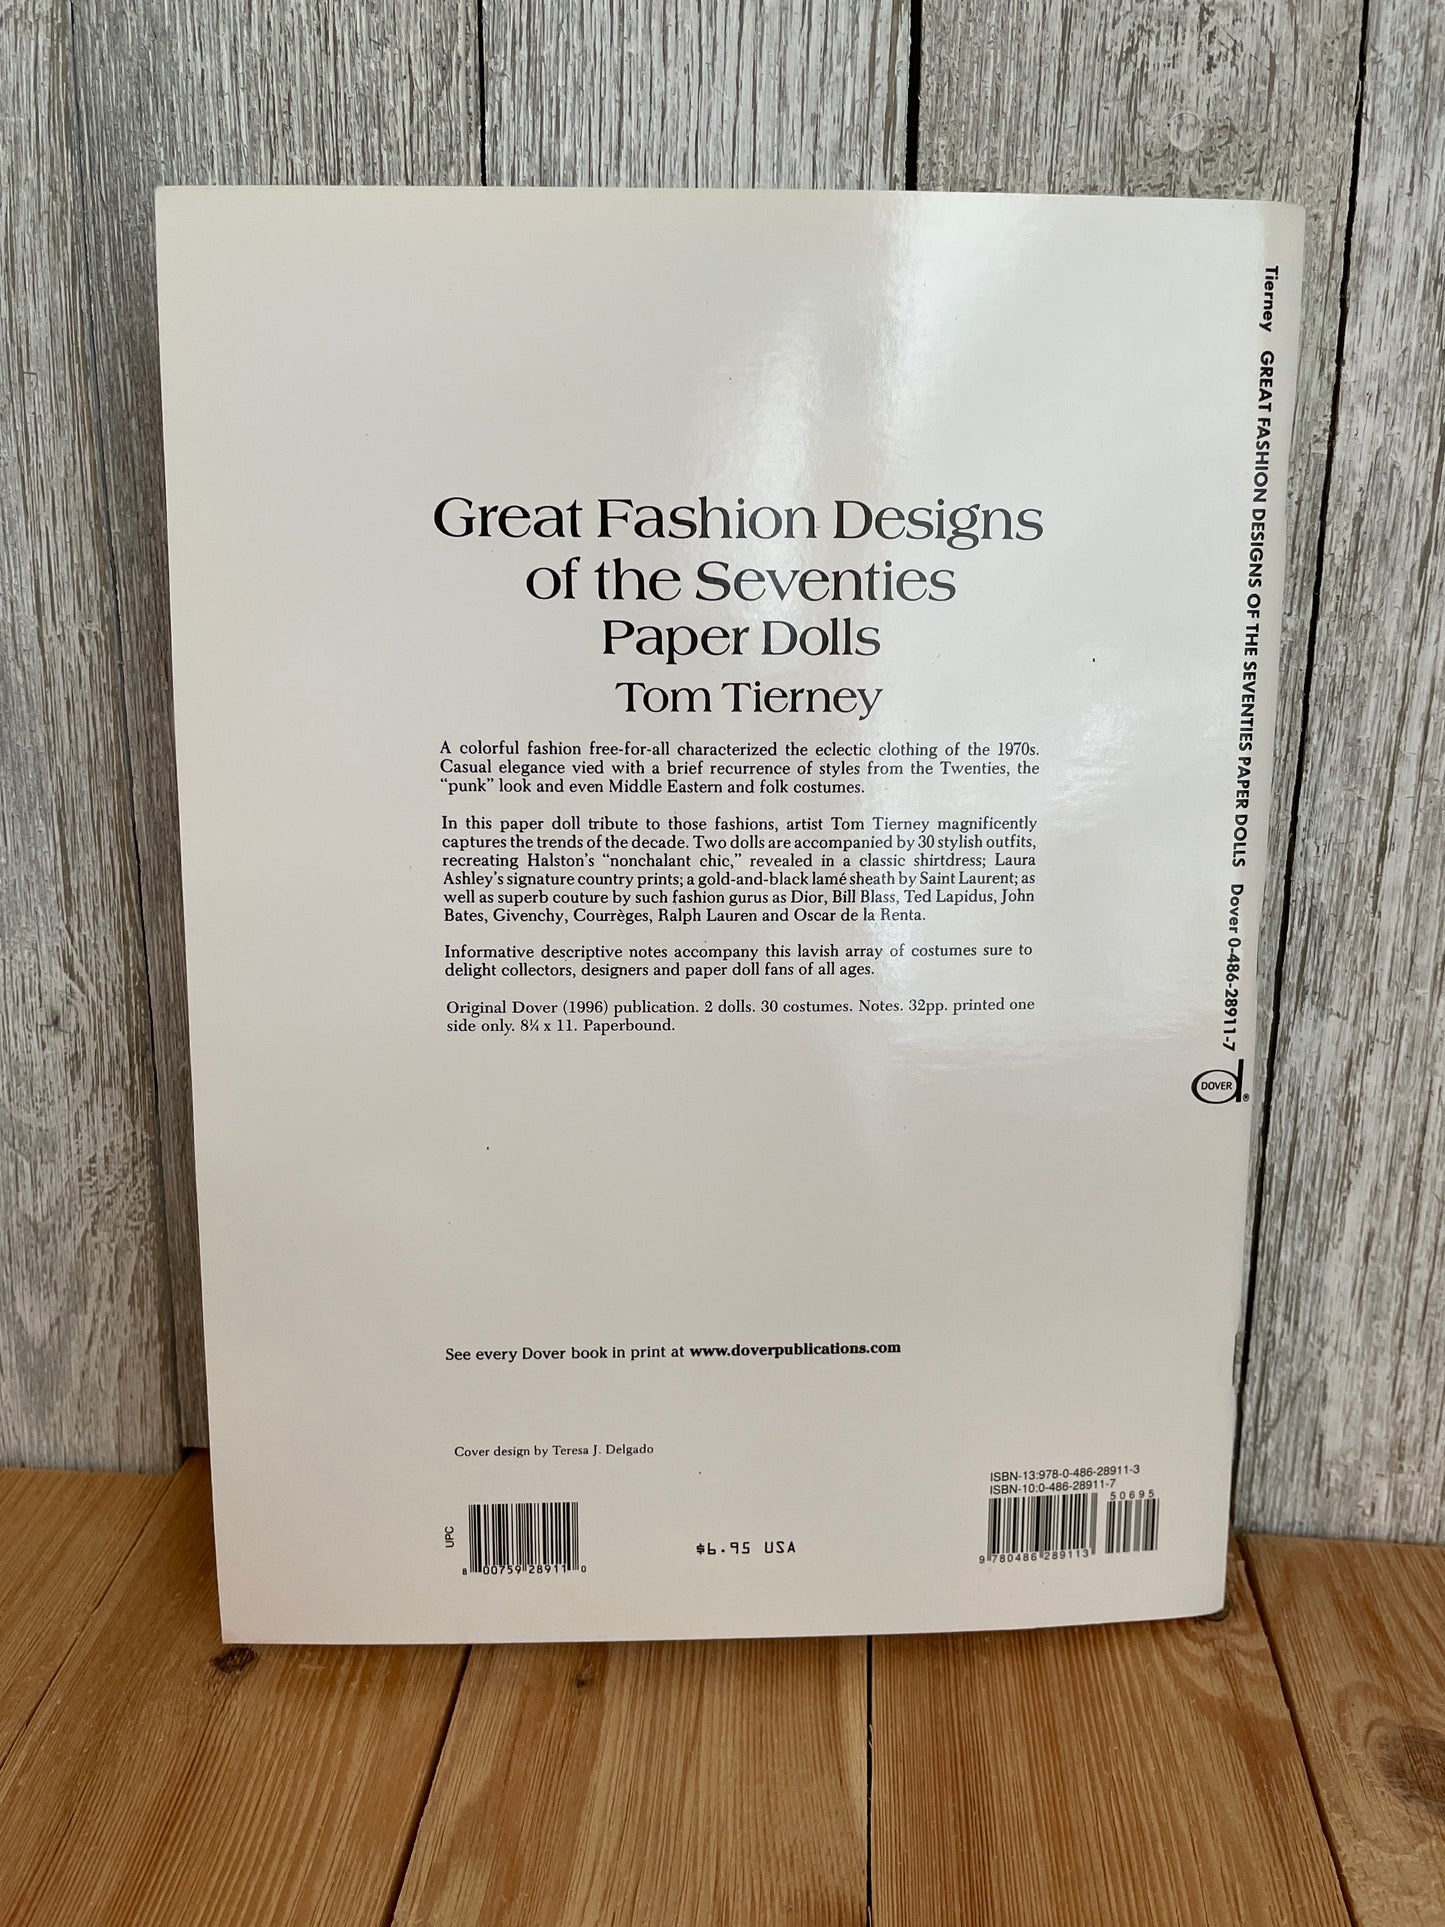 Great Fashion Designs
of the Seventies
Paper Dolls
Tom Tierney
A colorful fashion free-for-all characterized the eclectic clothing of the 1970s.
Casual elegance vied with a brief recurrence of styles from the Twenties, the
“punk” look and even Middle Eastern and folk costumes.
In this paper doll tribute to those fashions, artist Tom Tierney magnificently
captures the trends of the decade. Two dolls are accompanied by 30 stylish outfits,
recreating Halston’s “nonchalant chic,” revealed in a classic shirtdress; Laura
Ashley’s signature country prints; a gold-and-black lamé sheath by Saint Laurent; as
well as superb couture by such fashion gurus as Dior, Bill Blass, Ted Lapidus, John
Bates, Givenchy, Courrèges, Ralph Lauren and Oscar de la Renta.
Informative descriptive notes accompany this lavish array of costumes sure to
delight collectors, designers and paper doll fans of all ages.
Original Dover (1996) publication. 2 dolls. 30 costumes. Notes. 32pp. printed one
side only. 8¼ x 11. Paperbound.
See every Dover book in print at www.doverpublications.com
Cover design by Teresa J. Delgado
UPC
8 00759 28911 0
$6.95 USA
ISBN-13:978-0-486-28911-3
ISBN-10:0-486-28911-7
50695
9 780486 289113
Tierney GREAT FASHION DESIGNS OF THE SEVENTIES PAPER DOLLS Dover 0-486-28911-7
DOVER
®